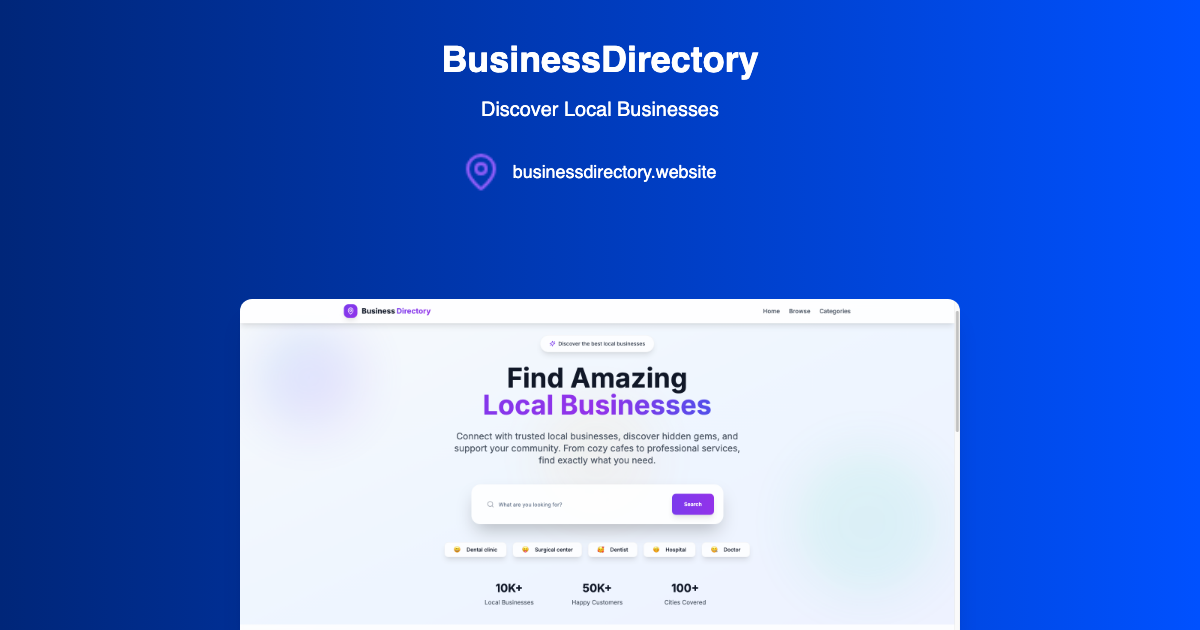 BusinessDirectory
Discover Local Businesses
businessdirectory.website
Business Directory
Home Browse Categories
Discover the best local businesses
Find Amazing
Local Businesses
Connect with trusted local businesses, discover hidden gems, and
support your community. From cozy cafes to professional services,
find exactly what you need.
What are you looking for? Search
Dental clinic Surgical center Dentist Hospital Doctor
10K+ 50K+ 100+
Local Businesses Happy Customers Cities Covered